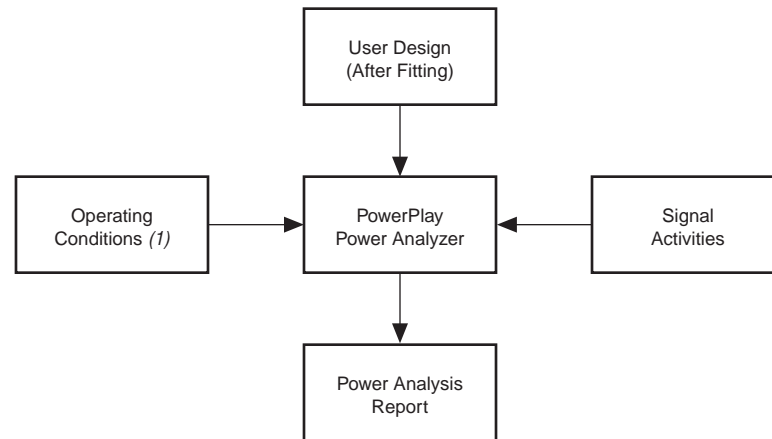 User Design
(After Fitting)
Operating
Conditions (1)
PowerPlay
Power Analyzer
Signal
Activities
Power Analysis
Report